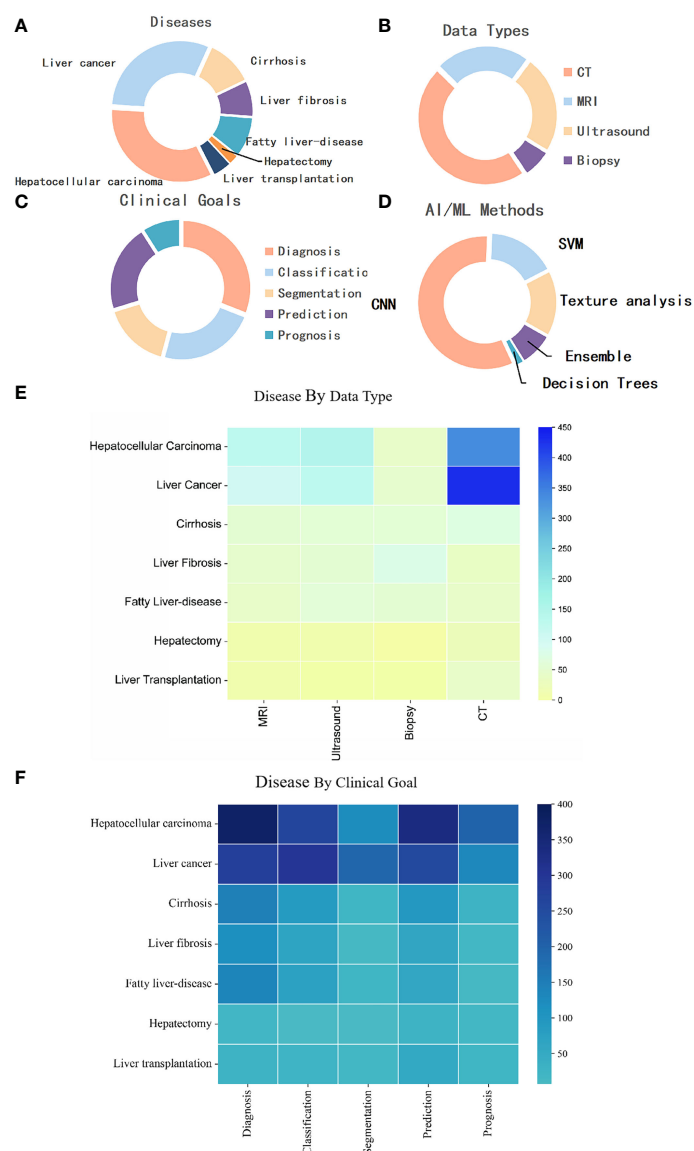 A
Diseases
Liver cancer
Cirrhosis
Liver fibrosis
Fatty liver-disease
Hepatectomy
Liver transplantation
Hepatocellular carcinoma
B
Data Types
CT
MRI
Ultrasound
Biopsy
C
Clinical Goals
Diagnosis
Classificatio
Segmentation
Prediction
Prognosis
D
AI/ML Methods
SVM
CNN
Texture analysis
Ensemble
Decision Trees
E
Disease By Data Type
Hepatocellular Carcinoma
Liver Cancer
Cirrhosis
Liver Fibrosis
Fatty Liver-disease
Hepatectomy
Liver Transplantation
MRI
Ultrasound
Biopsy
CT
450
400
350
300
250
200
150
100
50
0
F
Disease By Clinical Goal
Hepatocellular carcinoma
Liver cancer
Cirrhosis
Liver fibrosis
Fatty liver-disease
Hepatectomy
Liver transplantation
Diagnosis
Classification
Segmentation
Prediction
Prognosis
400
350
300
250
200
150
100
50